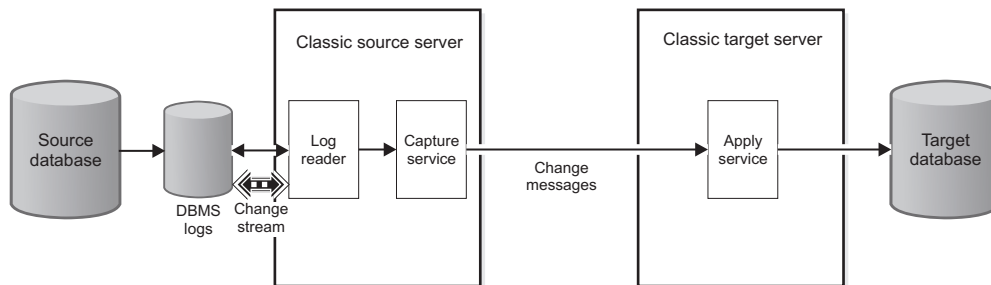 Classic source server
Classic target server
Source
database
DBMS
logs
Change
stream
Log
reader
Capture
service
Change
messages
Apply
service
Target
database